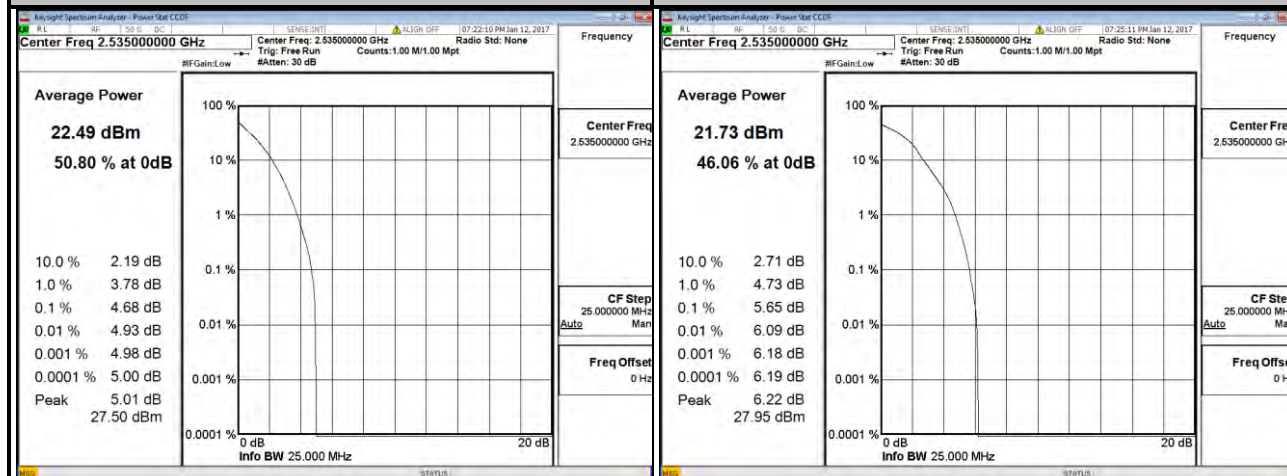 Keysight Spectrum Analyzer - Power Stat CCDF
RL RF 50 Ω DC SENSE:INT ALIGN OFF 07:22:10 PM Jan 12, 2017
Center Freq 2.535000000 GHz
Center Freq: 2.535000000 GHz Radio Std: None
Trig: Free Run Counts:1.00 M/1.00 Mpt
#IFGain:Low #Atten: 30 dB
Frequency
Average Power
22.49 dBm
50.80 % at 0dB
10.0 % 2.19 dB
1.0 % 3.78 dB
0.1 % 4.68 dB
0.01 % 4.93 dB
0.001 % 4.98 dB
0.0001 % 5.00 dB
Peak 5.01 dB
27.50 dBm
100 %
10 %
1 %
0.1 %
0.01 %
0.001 %
0.0001 %
0 dB 20 dB
Info BW 25.000 MHz
Center Freq
2.535000000 GHz
CF Step
25.000000 MHz
Auto Man
Freq Offset
0 Hz
MSG STATUS
Keysight Spectrum Analyzer - Power Stat CCDF
RL RF 50 Ω DC SENSE:INT ALIGN OFF 07:25:11 PM Jan 12, 2017
Center Freq 2.535000000 GHz
Center Freq: 2.535000000 GHz Radio Std: None
Trig: Free Run Counts:1.00 M/1.00 Mpt
#IFGain:Low #Atten: 30 dB
Frequency
Average Power
21.73 dBm
46.06 % at 0dB
10.0 % 2.71 dB
1.0 % 4.73 dB
0.1 % 5.65 dB
0.01 % 6.09 dB
0.001 % 6.18 dB
0.0001 % 6.19 dB
Peak 6.22 dB
27.95 dBm
100 %
10 %
1 %
0.1 %
0.01 %
0.001 %
0.0001 %
0 dB 20 dB
Info BW 25.000 MHz
Center Fre
2.535000000 GH
CF Ste
25.000000 MH
Auto Ma
Freq Offs
0 H
MSG STATUS